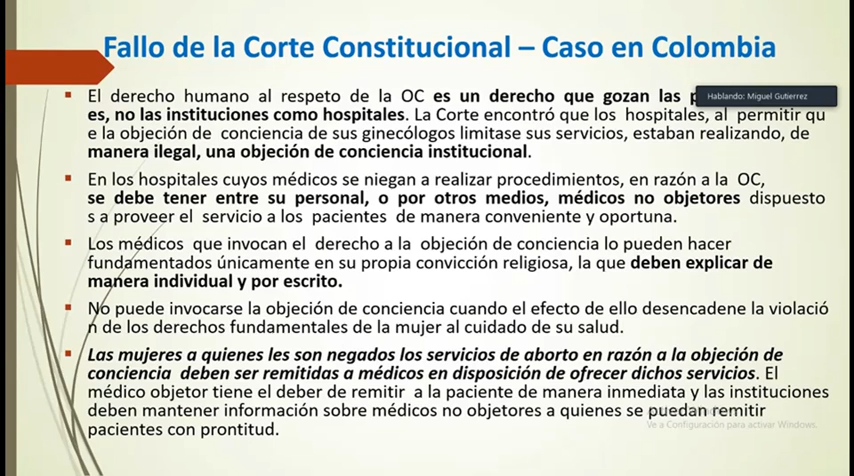 Fallo de la Corte Constitucional – Caso en Colombia
Hablando: Miguel Gutierrez
▪ El derecho humano al respeto de la OC es un derecho que gozan las
es, no las instituciones como hospitales. La Corte encontró que los hospitales, al permitir qu
e la objeción de conciencia de sus ginecólogos limitase sus servicios, estaban realizando, de
manera ilegal, una objeción de conciencia institucional.
▪ En los hospitales cuyos médicos se niegan a realizar procedimientos, en razón a la OC,
se debe tener entre su personal, o por otros medios, médicos no objetores dispuesto
s a proveer el servicio a los pacientes de manera conveniente y oportuna.
▪ Los médicos que invocan el derecho a la objeción de conciencia lo pueden hacer
fundamentados únicamente en su propia convicción religiosa, la que deben explicar de
manera individual y por escrito.
▪ No puede invocarse la objeción de conciencia cuando el efecto de ello desencadene la violació
n de los derechos fundamentales de la mujer al cuidado de su salud.
▪ Las mujeres a quienes les son negados los servicios de aborto en razón a la objeción de
conciencia deben ser remitidas a médicos en disposición de ofrecer dichos servicios. El
médico objetor tiene el deber de remitir a la paciente de manera inmediata y las instituciones
deben mantener información sobre médicos no objetores a quienes se puedan remitir
pacientes con prontitud.
Ve a Configuración para activar Windows.